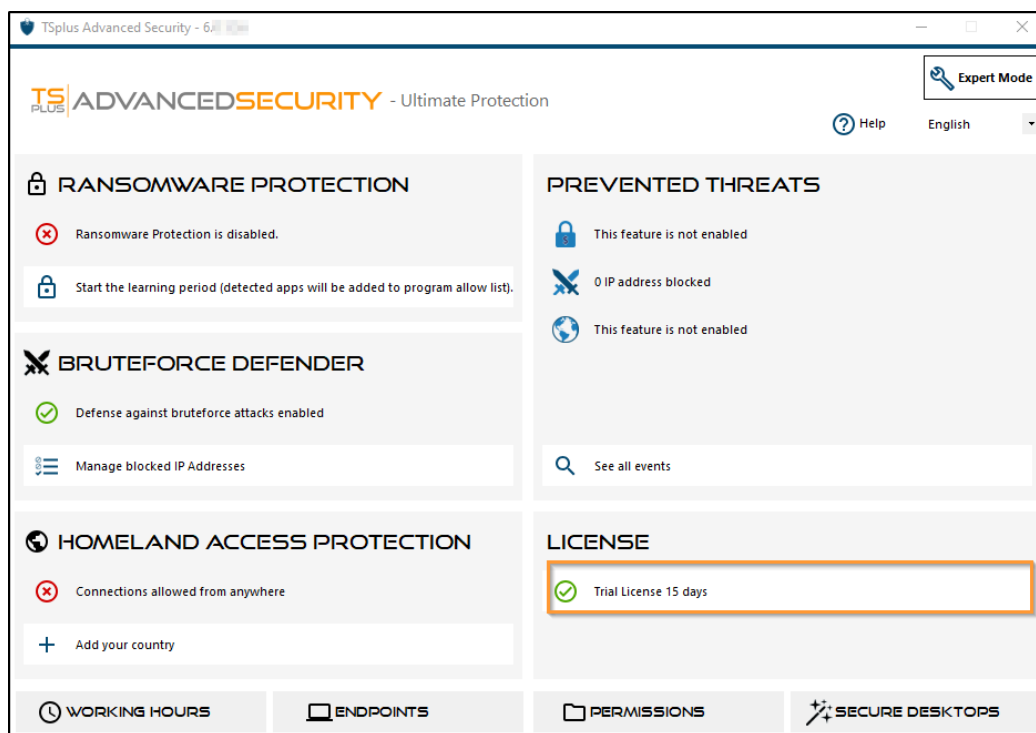 TSplus Advanced Security - 6.
Expert Mode
TS PLUS ADVANCEDSECURITY - Ultimate Protection
Help English
RANSOMWARE PROTECTION
Ransomware Protection is disabled.
Start the learning period (detected apps will be added to program allow list).
BRUTEFORCE DEFENDER
Defense against bruteforce attacks enabled
Manage blocked IP Addresses
HOMELAND ACCESS PROTECTION
Connections allowed from anywhere
Add your country
PREVENTED THREATS
This feature is not enabled
0 IP address blocked
This feature is not enabled
See all events
LICENSE
Trial License 15 days
WORKING HOURS
ENDPOINTS
PERMISSIONS
SECURE DESKTOPS